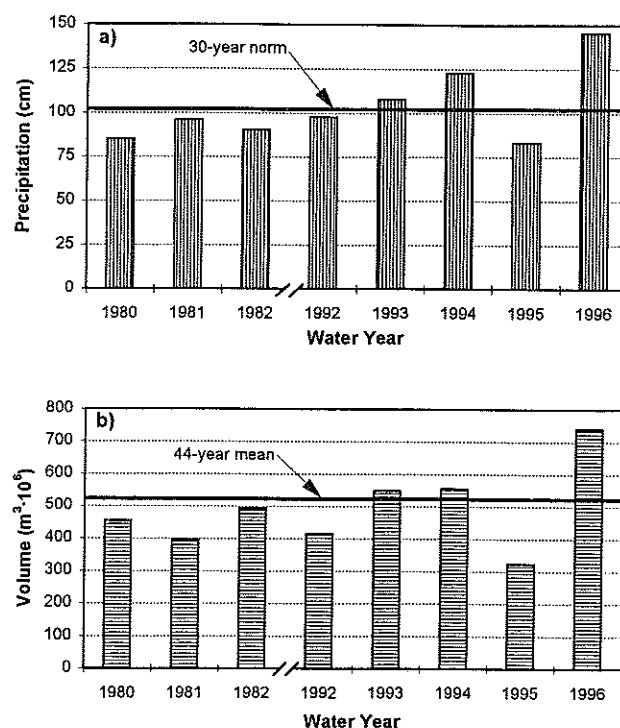 a)
30-year norm
Precipitation (cm)
150
125
100
75
50
25
0
1980 1981 1982 1992 1993 1994 1995 1996
Water Year
b)
44-year mean
Volume (m³·10⁶)
800
700
600
500
400
300
200
100
0
1980 1981 1982 1992 1993 1994 1995 1996
Water Year